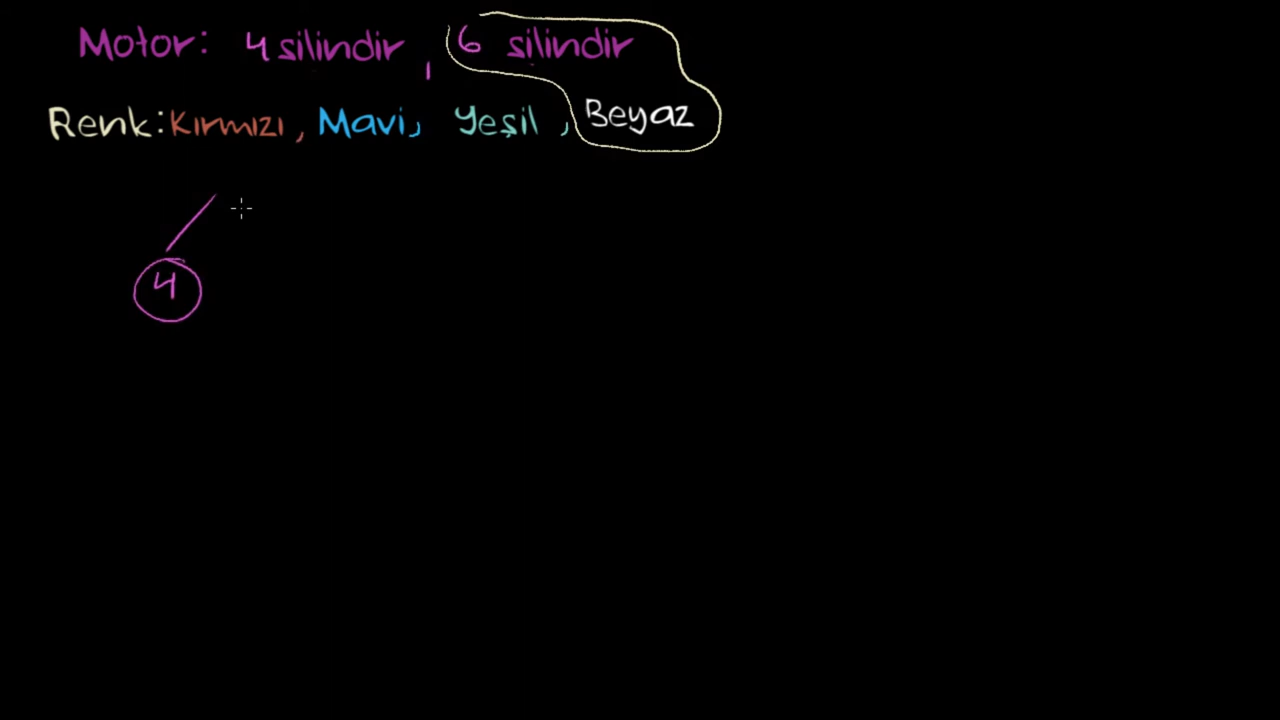 Motor: 4 silindir, 6 silindir
Renk: Kırmızı, Mavi, Yeşil, Beyaz
4